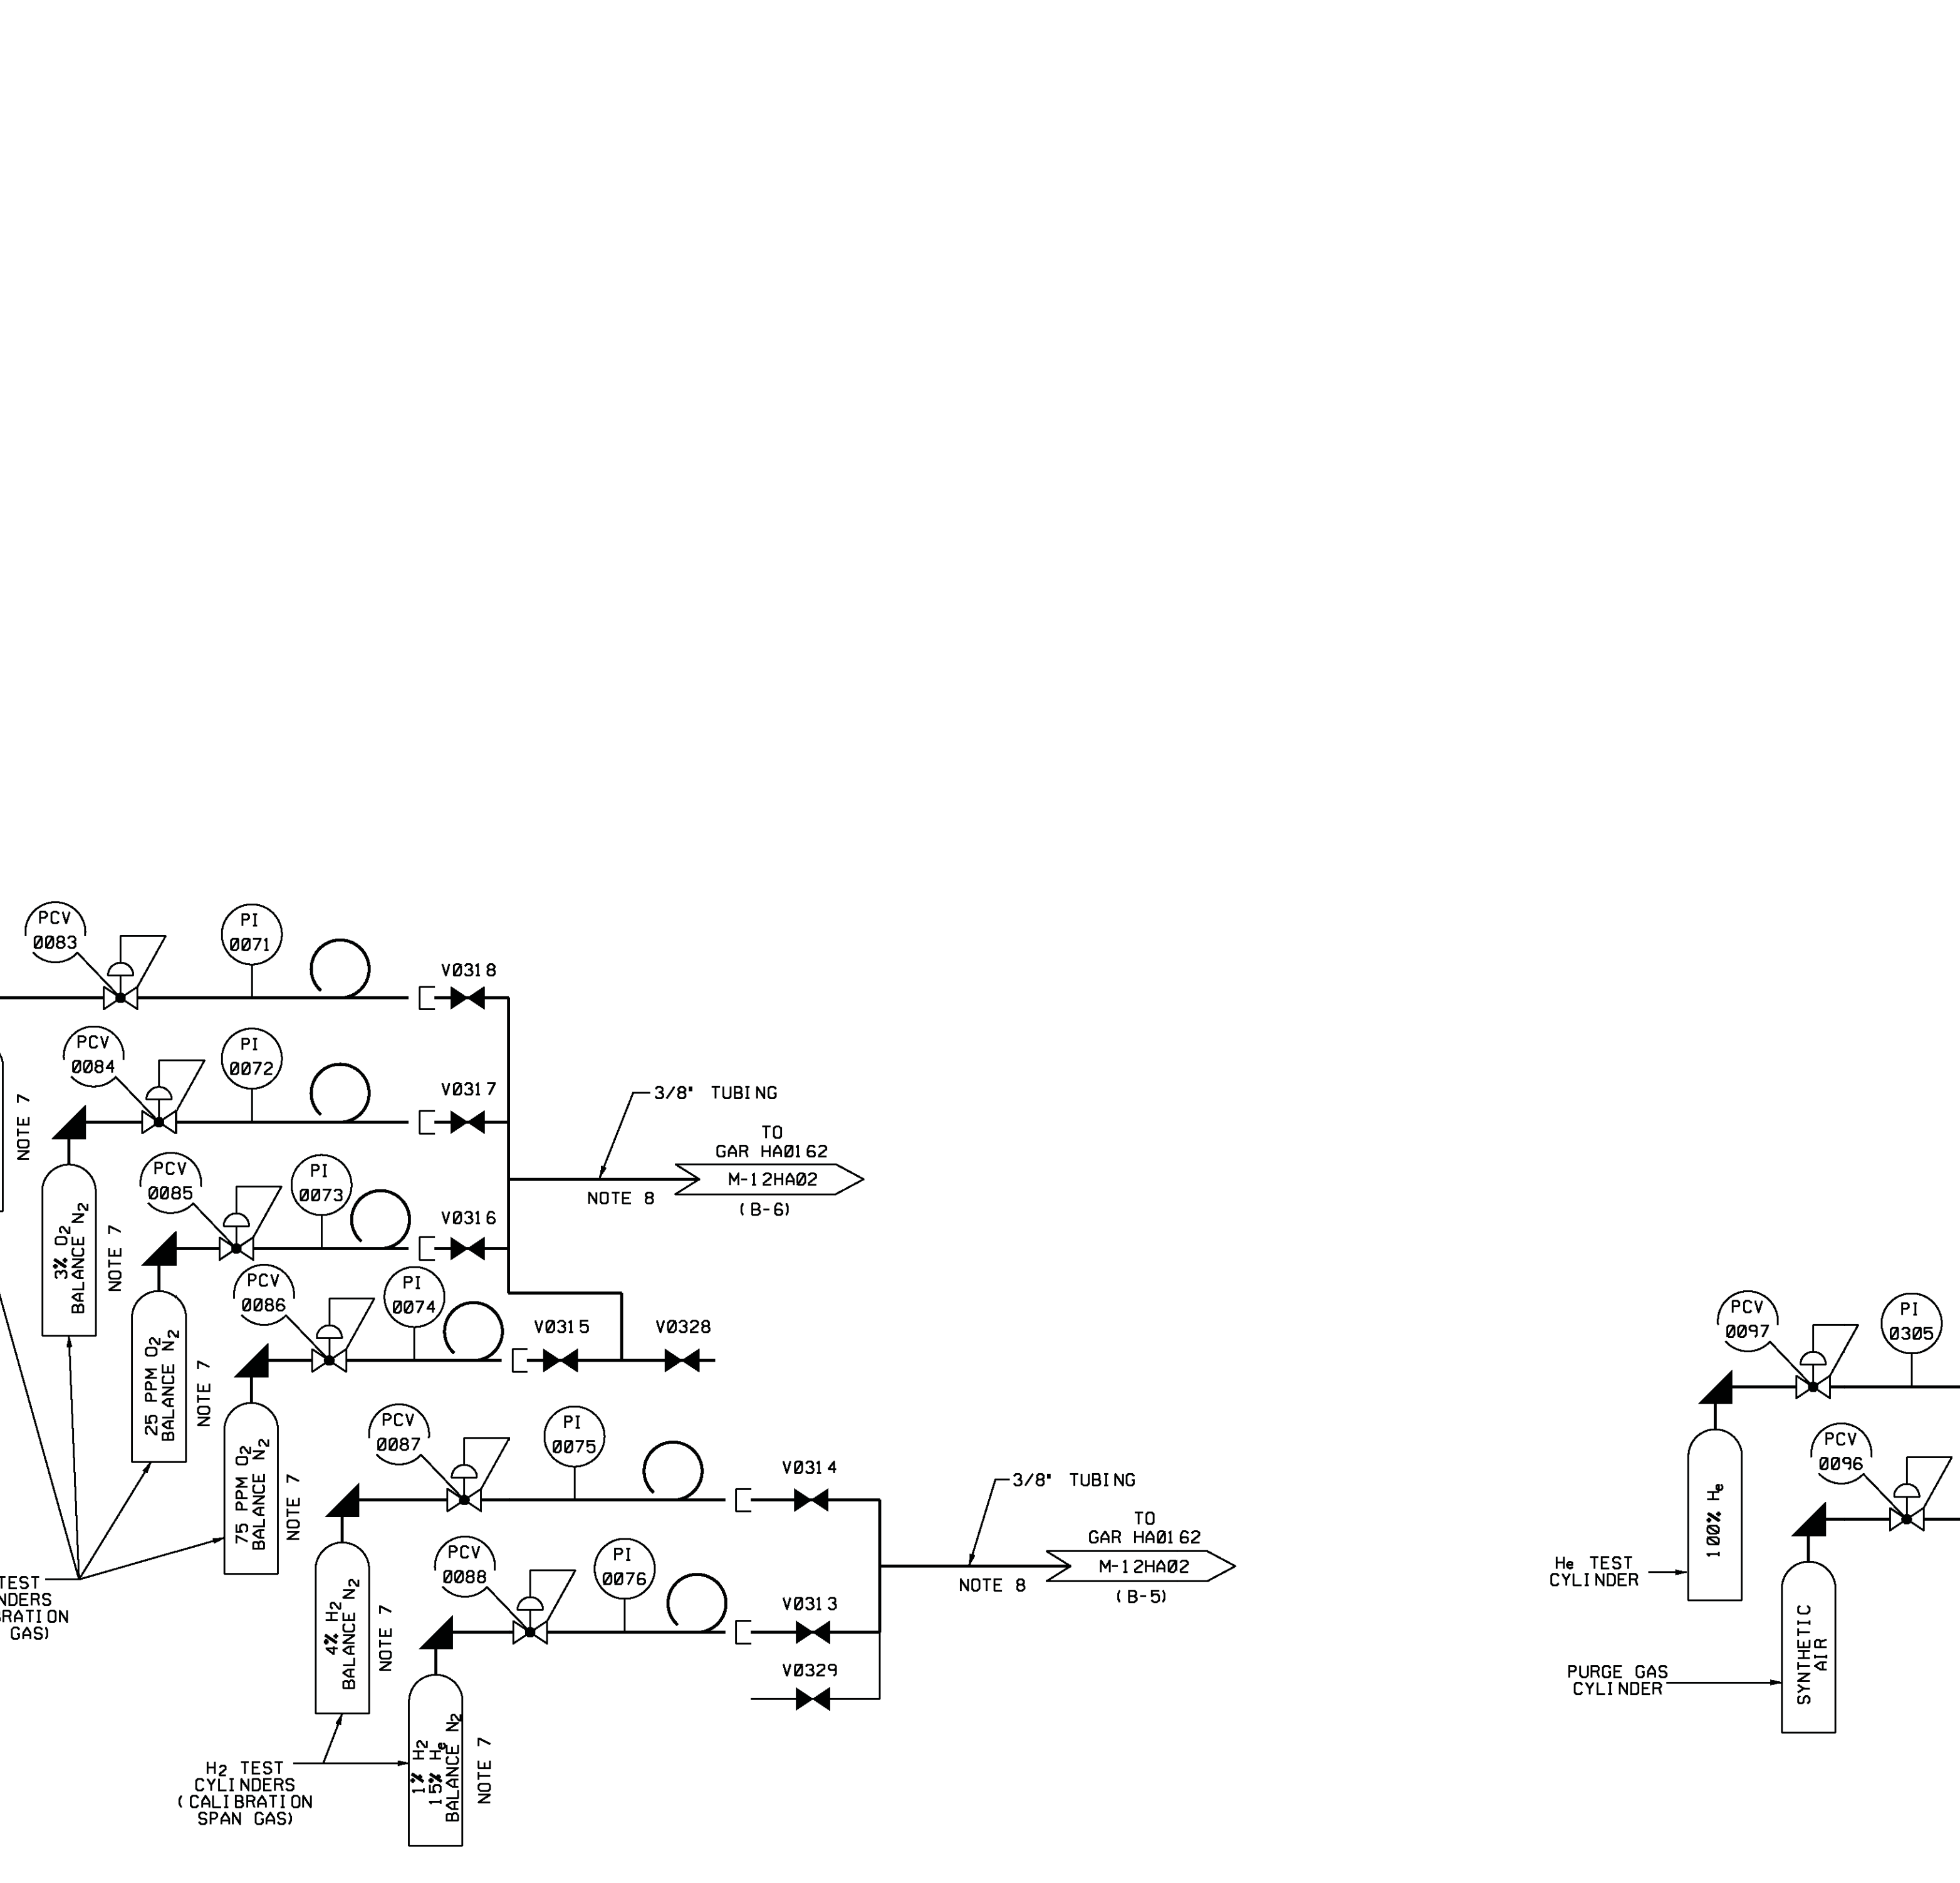 PCV
0083
PI
0071
V0318
PCV
0084
PI
0072
V0317
NOTE 7
3/8" TUBING
TO
GAR HA0162
M-12HA02
(B-6)
NOTE 8
PCV
0085
PI
0073
V0316
3% O2
BALANCE N2
NOTE 7
PCV
0086
PI
0074
V0315
V0328
25 PPM O2
BALANCE N2
NOTE 7
PCV
0087
PI
0075
V0314
75 PPM O2
BALANCE N2
NOTE 7
3/8" TUBING
TO
GAR HA0162
M-12HA02
(B-5)
NOTE 8
PCV
0088
PI
0076
V0313
V0329
4% H2
BALANCE N2
NOTE 7
TEST
NDERS
BRATION
GAS)
1% H2
15% He
BALANCE N2
NOTE 7
H2 TEST
CYLINDERS
(CALIBRATION
SPAN GAS)
PCV
0097
PI
0305
PCV
0096
100% He
He TEST
CYLINDER
SYNTHETIC
AIR
PURGE GAS
CYLINDER